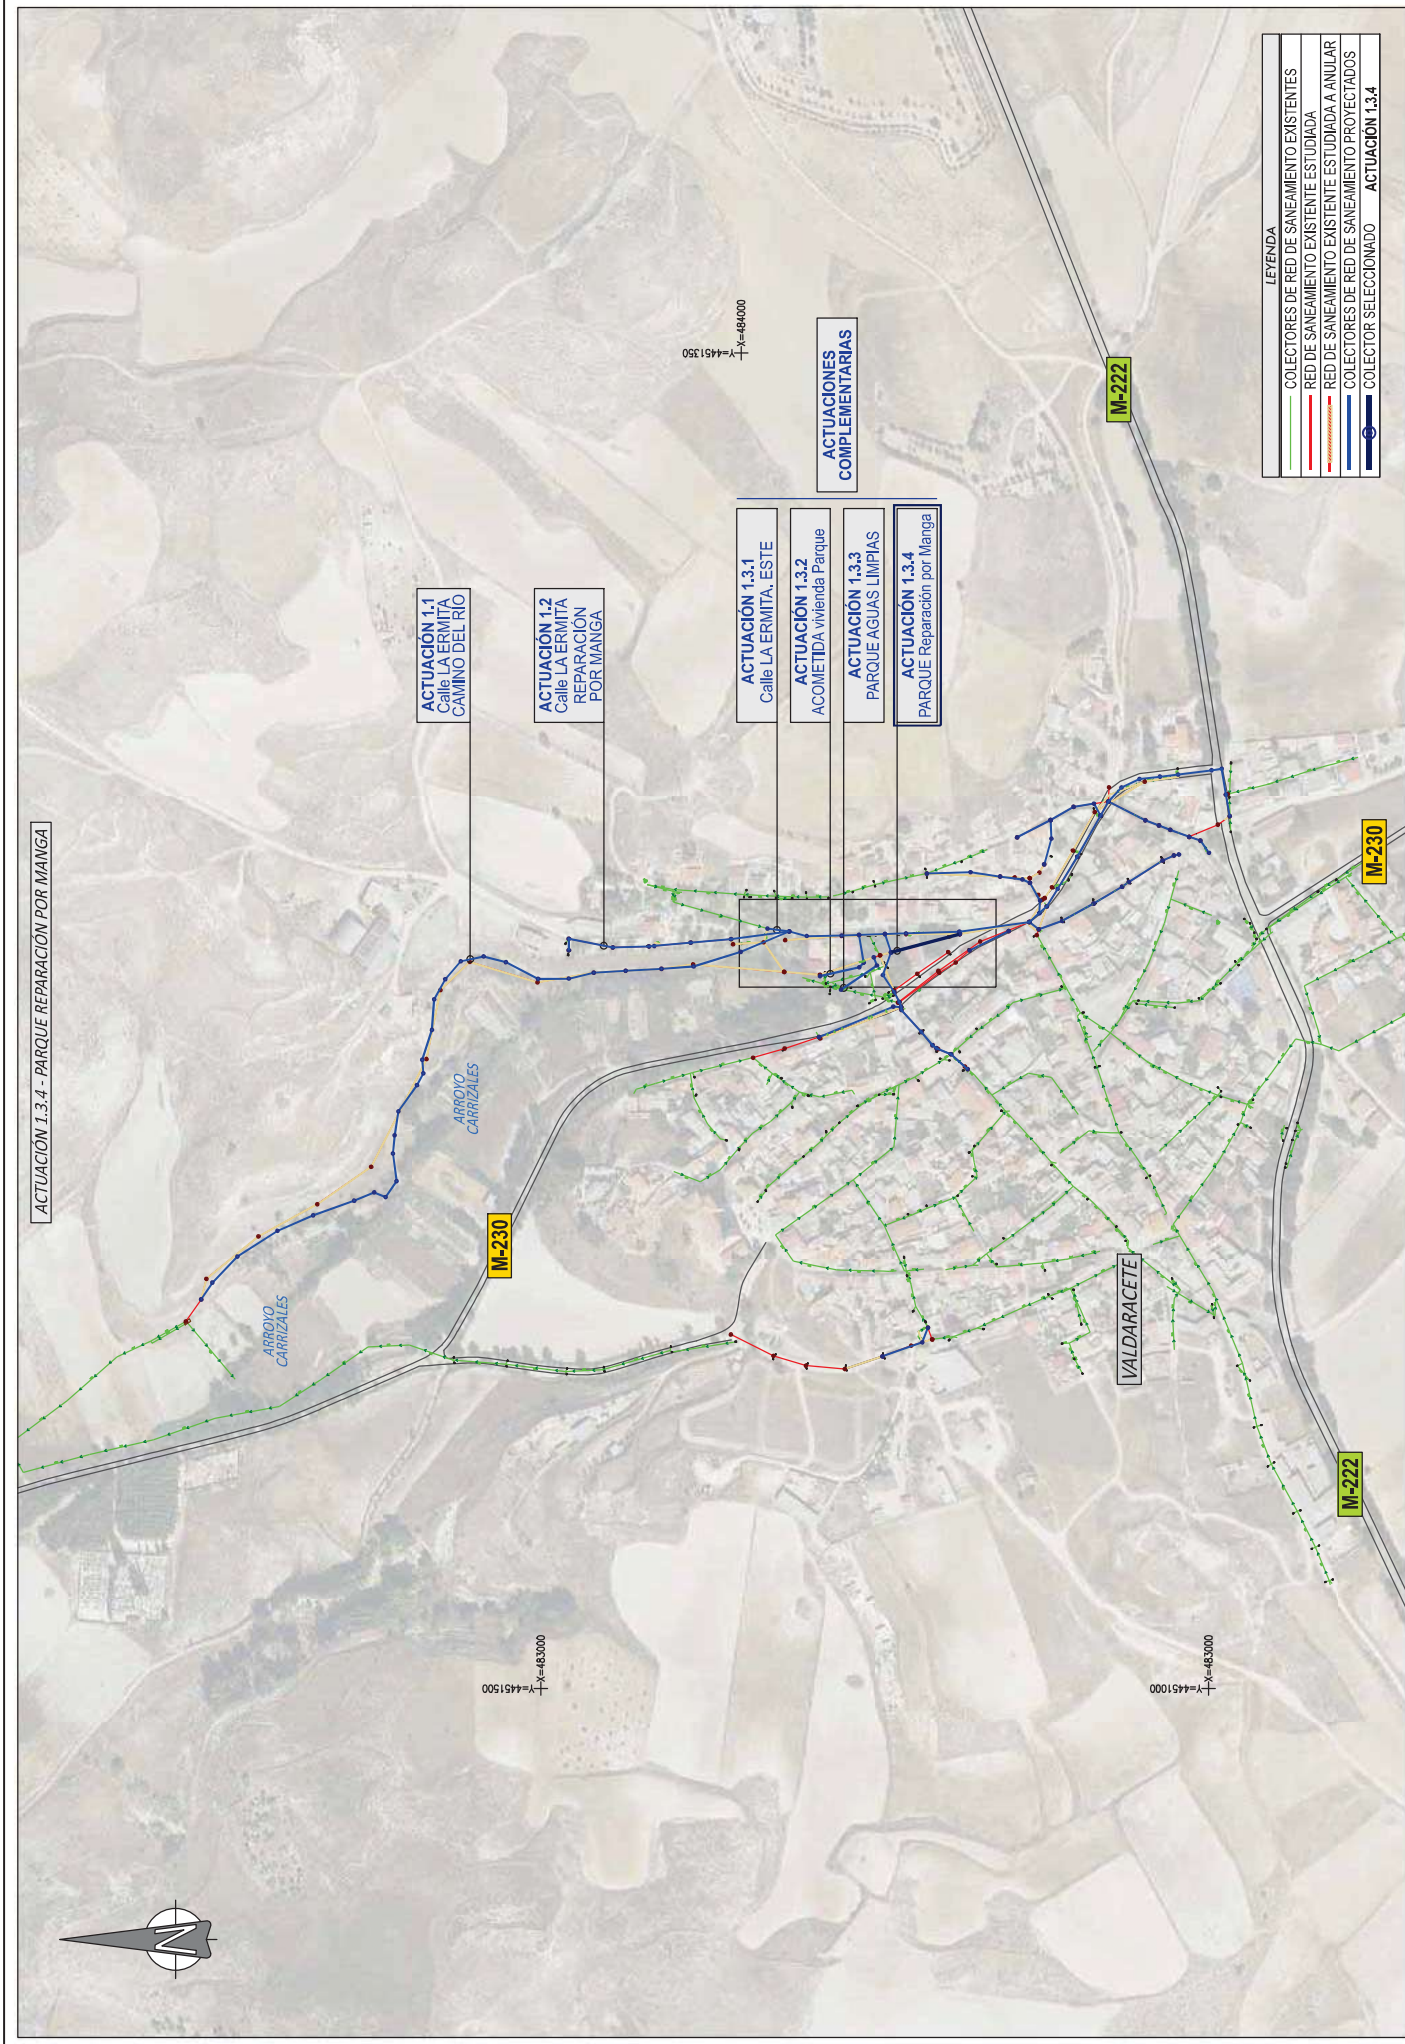 ACTUACIÓN 1.3.4 - PARQUE REPARACIÓN POR MANGA
ACTUACIÓN 1.1
Calle LA ERMITA
CAMINO DEL RÍO
ACTUACIÓN 1.2
Calle LA ERMITA
REPARACIÓN
POR MANGA
ACTUACIÓN 1.3.1
Calle LA ERMITA. ESTE
ACTUACIÓN 1.3.2
ACOMETIDA vivienda Parque
ACTUACIÓN 1.3.3
PARQUE AGUAS LIMPIAS
ACTUACIÓN 1.3.4
PARQUE Reparación por Manga
ACTUACIONES
COMPLEMENTARIAS
ARROYO
CARRIZALES
ARROYO
CARRIZALES
M-230
M-222
M-230
M-222
VALDARACETE
Y=4451350
X=484000
Y=4451500
X=483000
Y=4451000
X=483000
N
LEYENDA
COLECTORES DE RED DE SANEAMIENTO EXISTENTES
RED DE SANEAMIENTO EXISTENTE ESTUDIADA
RED DE SANEAMIENTO EXISTENTE ESTUDIADA A ANULAR
COLECTORES DE RED DE SANEAMIENTO PROYECTADOS
COLECTOR SELECCIONADO ACTUACIÓN 1.3.4